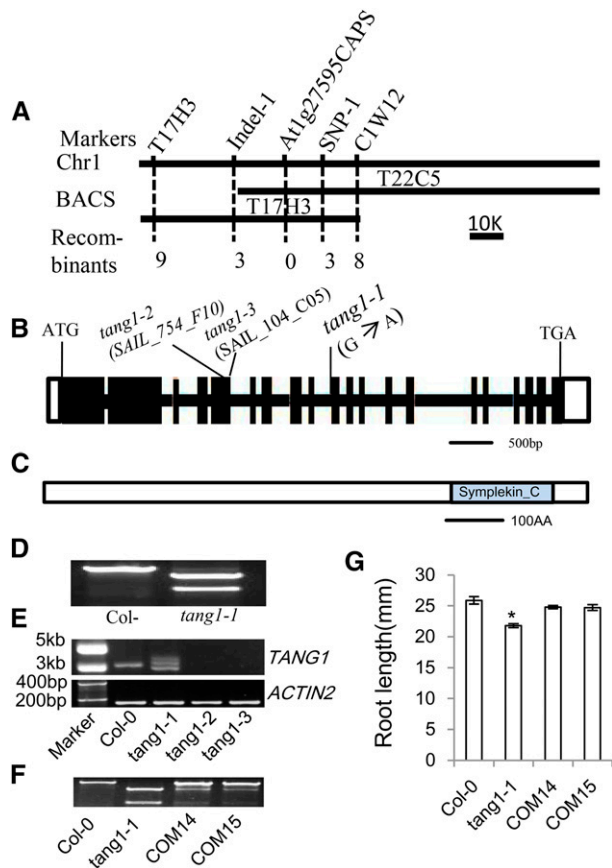 A
Markers
T17H3
Indel-1
At1g27595CAPS
SNP-1
C1W12
Chr1
T22C5
BACS
T17H3
10K
Recom-
binants
9 3 0 3 8
B
ATG
tang1-2
(SAIL_754_F10)
tang1-3
(SAIL_104_C05)
tang1-1
(G → A)
TGA
500bp
C
Symplekin_C
100AA
D
Col- tang1-1
E
5kb
3kb
TANG1
400bp
200bp
ACTIN2
Marker Col-0 tang1-1 tang1-2 tang1-3
F
Col-0 tang1-1 COM14 COM15
G
Root length(mm)
30
25
20
15
10
5
0
*
Col-0 tang1-1 COM14 COM15